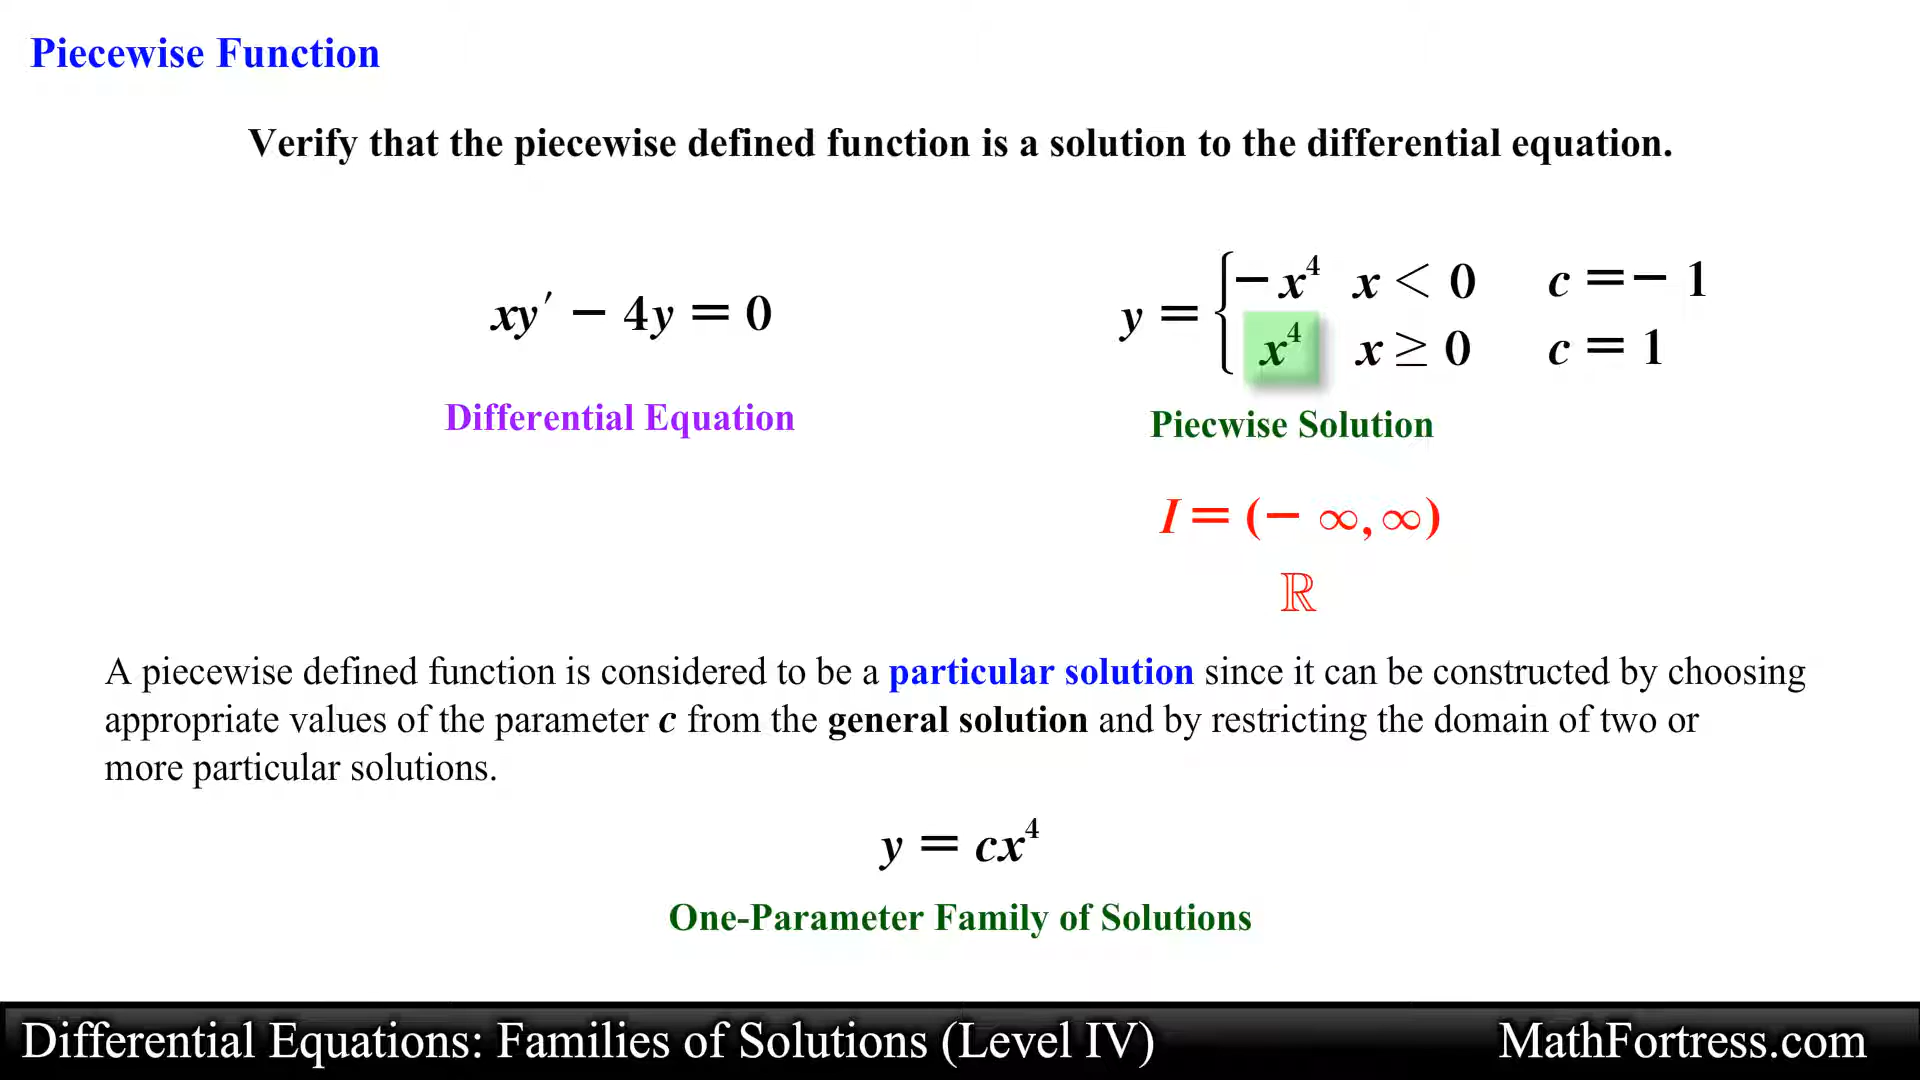 Piecewise Function
Verify that the piecewise defined function is a solution to the differential equation.
xy′ − 4y = 0
y = { −x⁴ x < 0 c = − 1
x⁴ x ≥ 0 c = 1
Differential Equation
Piecwise Solution
I = (− ∞, ∞)
ℝ
A piecewise defined function is considered to be a particular solution since it can be constructed by choosing
appropriate values of the parameter c from the general solution and by restricting the domain of two or
more particular solutions.
y = cx⁴
One-Parameter Family of Solutions
Differential Equations: Families of Solutions (Level IV)
MathFortress.com